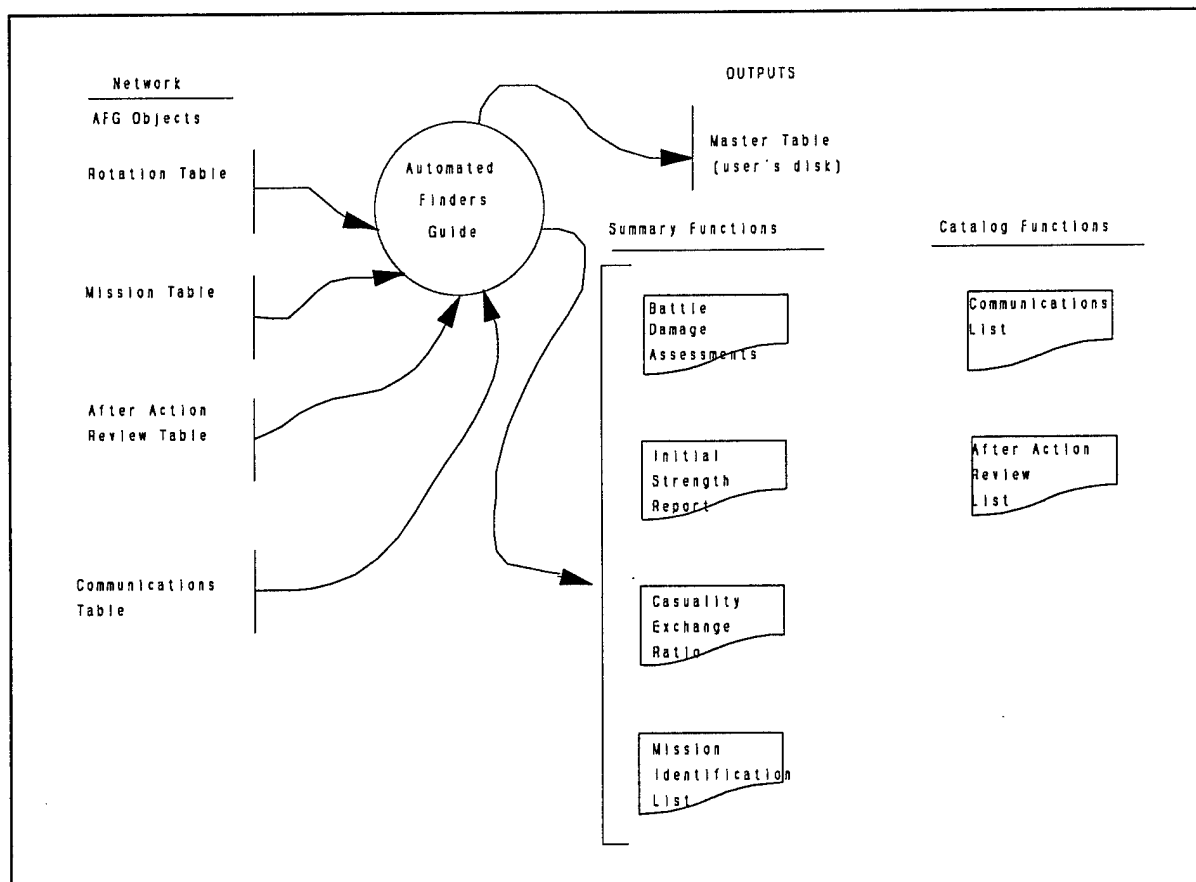 Network
AFG Objects
Rotation Table
Mission Table
After Action
Review Table
Communications
Table
Automated
Finders
Guide
OUTPUTS
Master Table
(user's disk)
Summary Functions
Battle
Damage
Assessments
Initial
Strength
Report
Casuality
Exchange
Ratio
Mission
Identification
List
Catalog Functions
Communications
List
After Action
Review
List